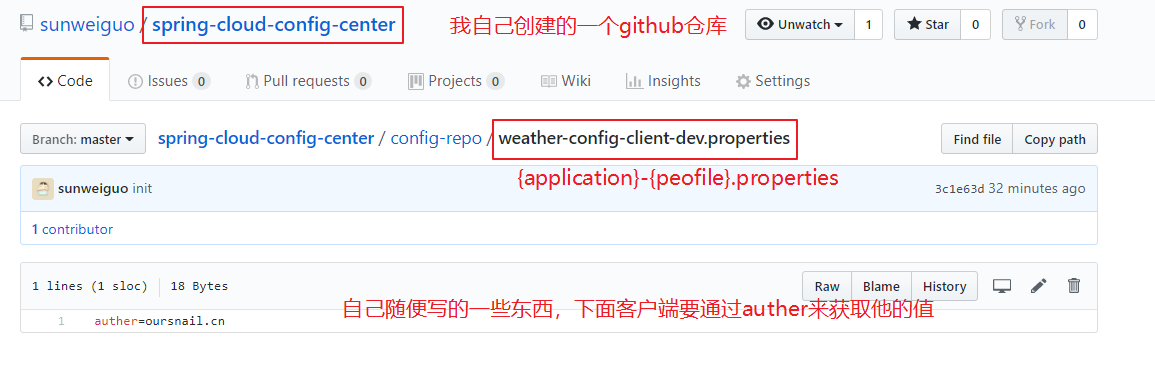 sunweiguo / spring-cloud-config-center 我自己创建的一个github仓库 Unwatch 1 Star 0 Fork 0
Code Issues 0 Pull requests 0 Projects 0 Wiki Insights Settings
Branch: master spring-cloud-config-center / config-repo / weather-config-client-dev.properties Find file Copy path
{application}-{peofile}.properties
sunweiguo init 3c1e63d 32 minutes ago
1 contributor
1 lines (1 sloc) 18 Bytes Raw Blame History
自己随便写的一些东西，下面客户端要通过auther来获取他的值
1 auther=oursnail.cn